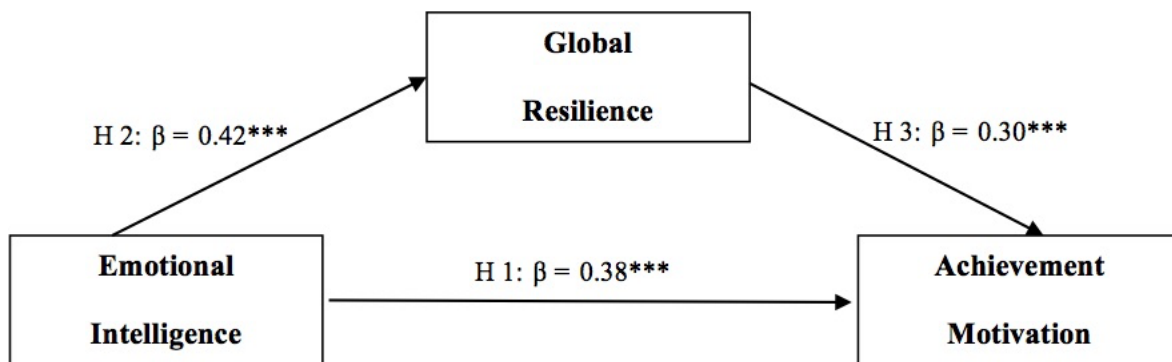 Global
Resilience
H 2: β = 0.42***
H 3: β = 0.30***
Emotional
Intelligence
H 1: β = 0.38***
Achievement
Motivation